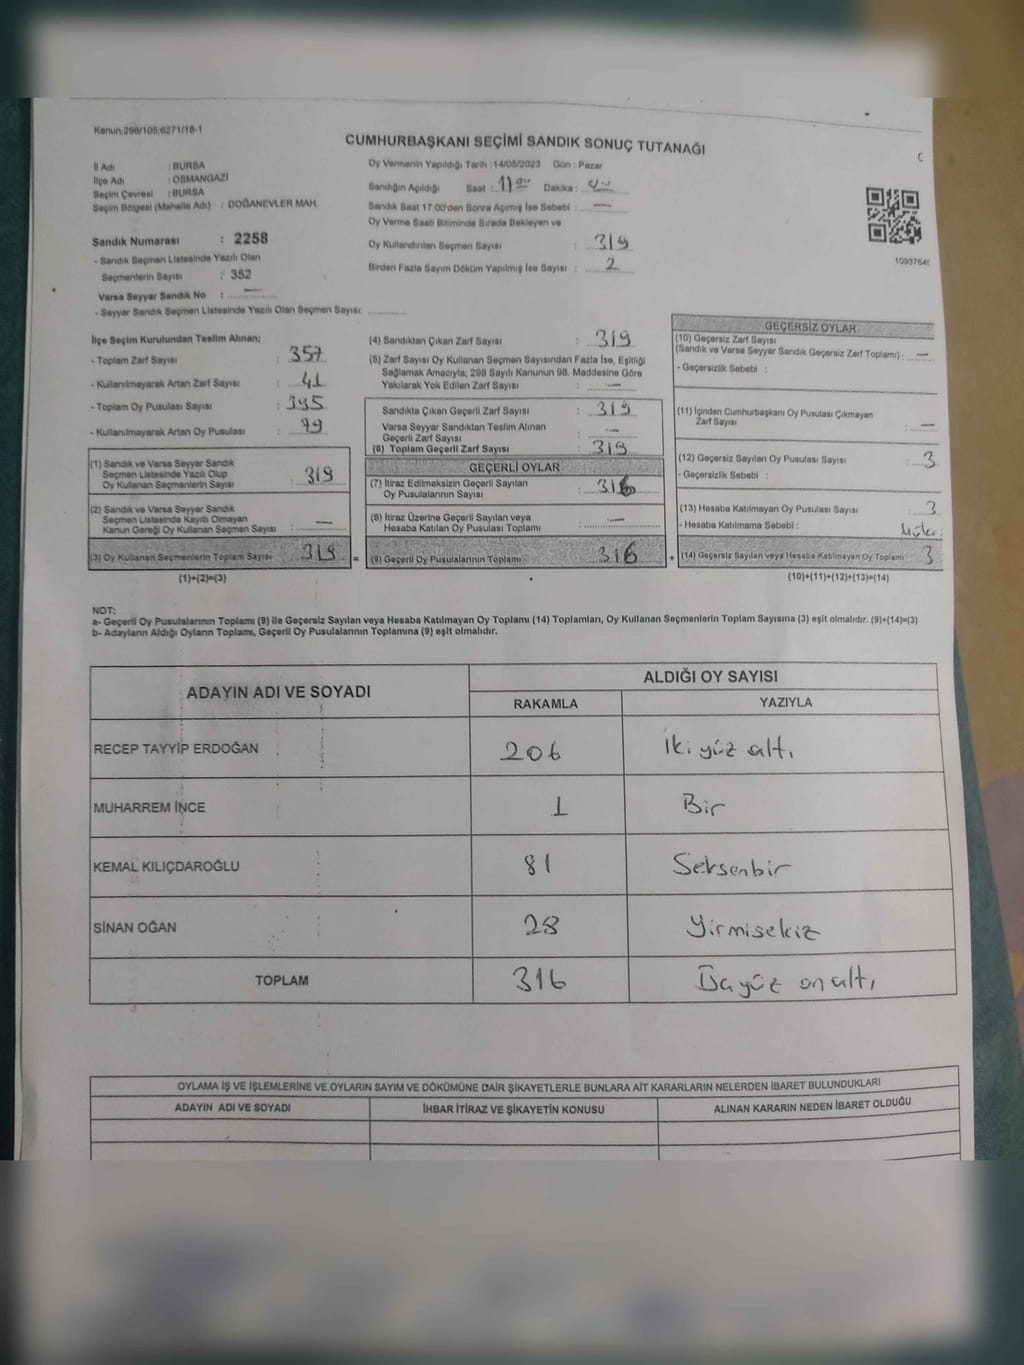 Kanun,298/105,6271/18-1
CUMHURBAŞKANI SEÇİMİ SANDIK SONUÇ TUTANAĞI
İl Adı : BURSA
İlçe Adı : OSMANGAZİ
Seçim Çevresi : BURSA
Seçim Bölgesi (Mahalle Adı) : DOĞANEVLER MAH.
Sandık Numarası : 2258
- Sandık Seçmen Listesinde Yazılı Olan
Seçmenlerin Sayısı : 352
Varsa Seyyar Sandık No : —
- Seyyar Sandık Seçmen Listesinde Yazılı Olan Seçmen Sayısı: ............
Oy Vermenin Yapıldığı Tarih : 14/05/2023 Gün : Pazar
Sandığın Açıldığı Saat : Dakika :
Sandık Saat 17:00'den Sonra Açmış İse Sebebi : —
Oy Verme Saati Bitiminde Sırada Bekleyen ve
Oy Kullandırılan Seçmen Sayısı : 319
Birden Fazla Sayım Döküm Yapılmış İse Sayısı : 2
1093764
İlçe Seçim Kurulundan Teslim Alınan;
- Toplam Zarf Sayısı : 357
- Kullanılmayarak Artan Zarf Sayısı : 41
- Toplam Oy Pusulası Sayısı : 395
- Kullanılmayarak Artan Oy Pusulası : 79
(1) Sandık ve Varsa Seyyar Sandık
Seçmen Listesinde Yazılı Olup
Oy Kullanan Seçmenlerin Sayısı : 319
(2) Sandık ve Varsa Seyyar Sandık
Seçmen Listesinde Kayıtlı Olmayan
Kanun Gereği Oy Kullanan Seçmen Sayısı : —
(3) Oy Kullanan Seçmenlerin Toplam Sayısı : 319 =
(1)+(2)=(3)
(4) Sandıktan Çıkan Zarf Sayısı : 319
(5) Zarf Sayısı Oy Kullanan Seçmen Sayısından Fazla İse, Eşitliği
Sağlamak Amacıyla, 298 Sayılı Kanunun 98. Maddesine Göre
Yakılarak Yok Edilen Zarf Sayısı : —
Sandıkta Çıkan Geçerli Zarf Sayısı : 319
Varsa Seyyar Sandıktan Teslim Alınan
Geçerli Zarf Sayısı : —
(6) Toplam Geçerli Zarf Sayısı : 319
GEÇERLİ OYLAR
(7) İtiraz Edilmeksizin Geçerli Sayılan
Oy Pusulalarının Sayısı : 316
(8) İtiraz Üzerine Geçerli Sayılan veya
Hesaba Katılan Oy Pusulası Toplamı : —
(9) Geçerli Oy Pusulalarının Toplamı : 316 +
GEÇERSİZ OYLAR
(10) Geçersiz Zarf Sayısı
(Sandık ve Varsa Seyyar Sandık Geçersiz Zarf Toplamı) : —
- Geçersizlik Sebebi :
(11) İçinden Cumhurbaşkanı Oy Pusulası Çıkmayan
Zarf Sayısı : —
(12) Geçersiz Sayılan Oy Pusulası Sayısı : 3
- Geçersizlik Sebebi :
(13) Hesaba Katılmayan Oy Pusulası Sayısı : 3
- Hesaba Katılmama Sebebi :
(14) Geçersiz Sayılan veya Hesaba Katılmayan Oy Toplamı 3
(10)+(11)+(12)+(13)=(14)
NOT:
a- Geçerli Oy Pusulalarının Toplamı (9) ile Geçersiz Sayılan veya Hesaba Katılmayan Oy Toplamı (14) Toplamları, Oy Kullanan Seçmenlerin Toplam Sayısına (3) eşit olmalıdır. (9)+(14)=(3)
b- Adayların Aldığı Oyların Toplamı, Geçerli Oy Pusulalarının Toplamına (9) eşit olmalıdır.
ADAYIN ADI VE SOYADI ALDIĞI OY SAYISI
RAKAMLA YAZIYLA
RECEP TAYYİP ERDOĞAN 206 İki yüz altı
MUHARREM İNCE 1 Bir
KEMAL KILIÇDAROĞLU 81 Seksenbir
SİNAN OĞAN 28 Yirmisekiz
TOPLAM 316 onaltı
OYLAMA İŞ VE İŞLEMLERİNE VE OYLARIN SAYIM VE DÖKÜMÜNE DAİR ŞİKAYETLERLE BUNLARA AİT KARARLARIN NELERDEN İBARET BULUNDUKLARI
ADAYIN ADI VE SOYADI İHBAR İTİRAZ VE ŞİKAYETİN KONUSU ALINAN KARARIN NEDEN İBARET OLDUĞU